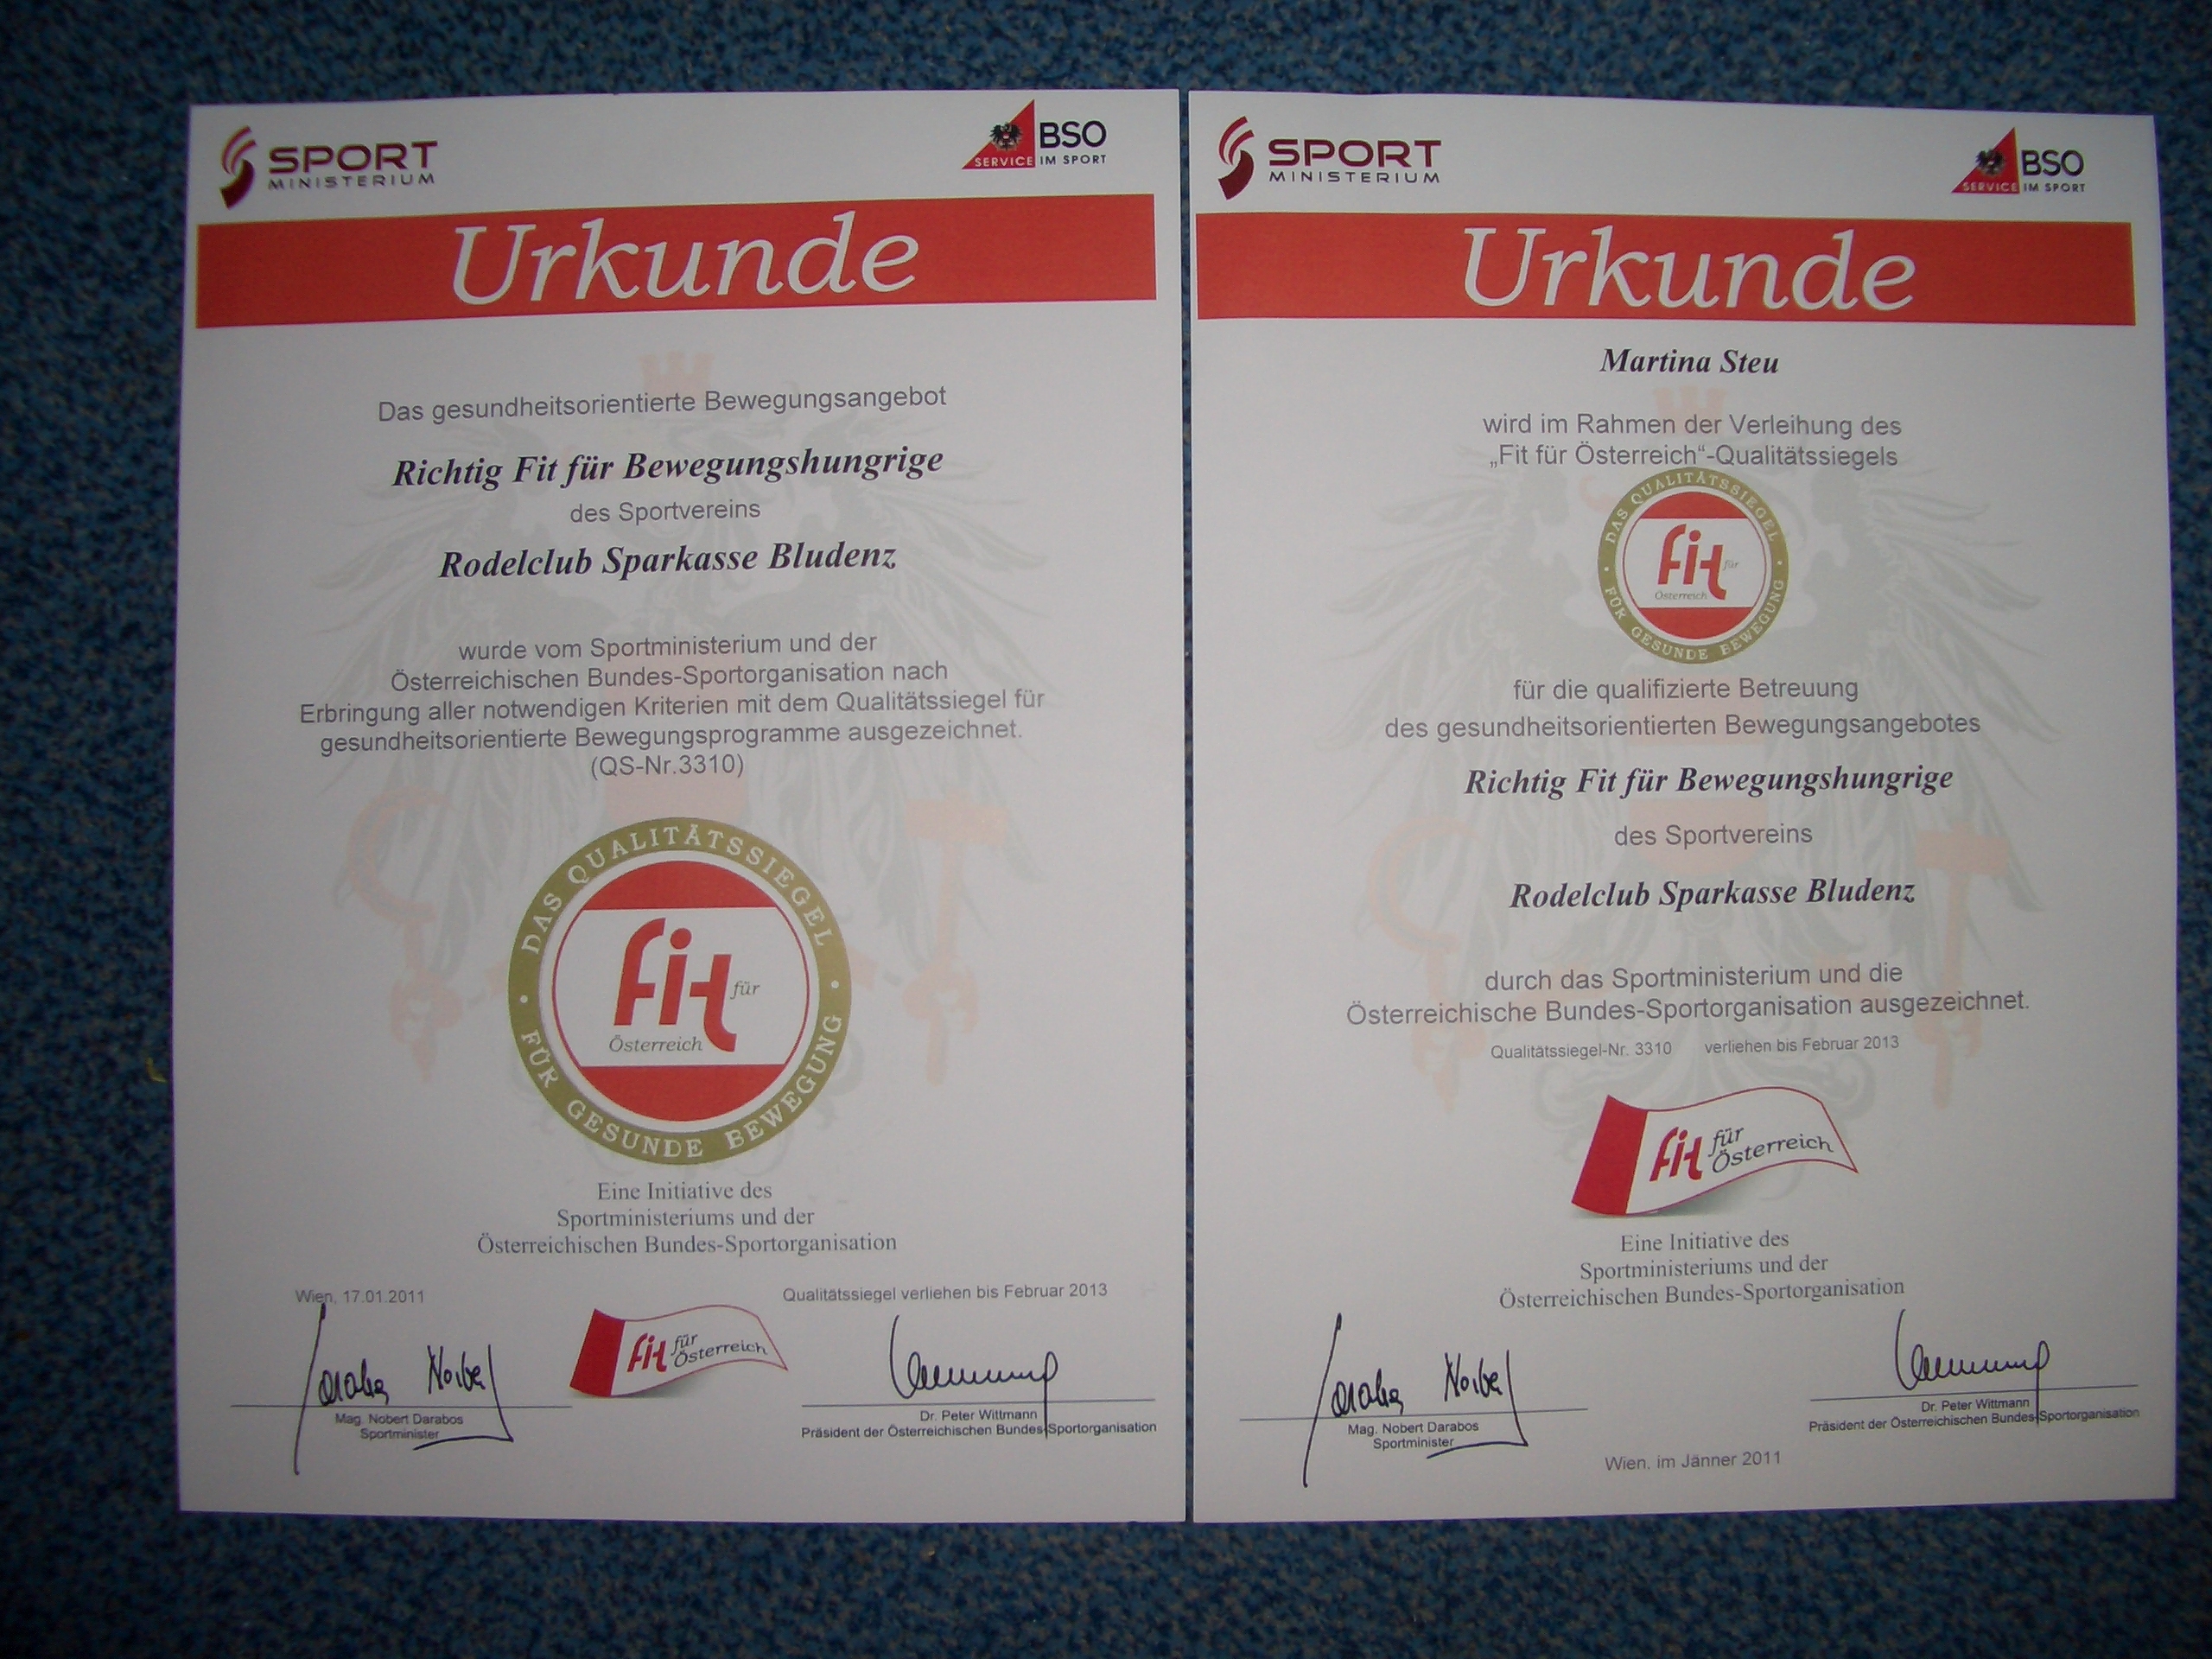 SPORT
MINISTERIUM
BSO
SERVICE IM SPORT
Urkunde
Das gesundheitsorientierte Bewegungsangebot
Richtig Fit für Bewegungshungrige
des Sportvereins
Rodelclub Sparkasse Bludenz
wurde vom Sportministerium und der
Österreichischen Bundes-Sportorganisation nach
Erbringung aller notwendigen Kriterien mit dem Qualitätssiegel für
gesundheitsorientierte Bewegungsprogramme ausgezeichnet.
(QS-Nr.3310)
DAS QUALITÄTSSIEGEL
fit für
Österreich
FÜR GESUNDE BEWEGUNG
Eine Initiative des
Sportministeriums und der
Österreichischen Bundes-Sportorganisation
Wien, 17.01.2011
Qualitätssiegel verliehen bis Februar 2013
fit für
Österreich
Mag. Nobert Darabos
Sportminister
Dr. Peter Wittmann
Präsident der Österreichischen Bundes-Sportorganisation
SPORT
MINISTERIUM
BSO
SERVICE IM SPORT
Urkunde
Martina Steu
wird im Rahmen der Verleihung des
„Fit für Österreich“-Qualitätssiegels
DAS QUALITÄTSSIEGEL
fit für
Österreich
FÜR GESUNDE BEWEGUNG
für die qualifizierte Betreuung
des gesundheitsorientierten Bewegungsangebotes
Richtig Fit für Bewegungshungrige
des Sportvereins
Rodelclub Sparkasse Bludenz
durch das Sportministerium und die
Österreichische Bundes-Sportorganisation ausgezeichnet.
Qualitätssiegel-Nr. 3310 verliehen bis Februar 2013
fit für
Österreich
Eine Initiative des
Sportministeriums und der
Österreichischen Bundes-Sportorganisation
Mag. Nobert Darabos
Sportminister
Dr. Peter Wittmann
Präsident der Österreichischen Bundes-Sportorganisation
Wien, im Jänner 2011